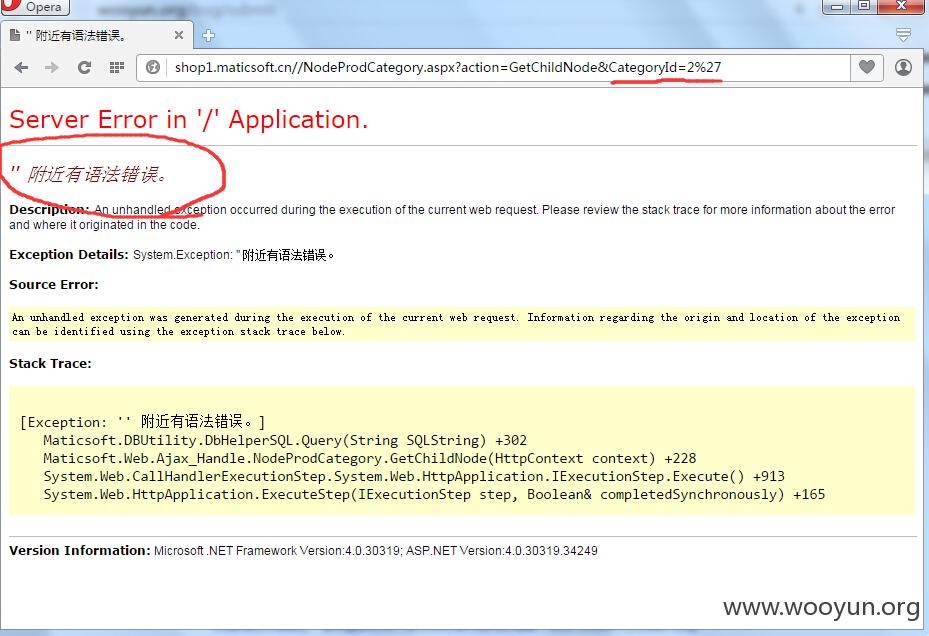 Opera
'' 附近有语法错误。
shop1.maticsoft.cn//NodeProdCategory.aspx?action=GetChildNode&CategoryId=2%27
Server Error in '/' Application.
'' 附近有语法错误。
Description: An unhandled exception occurred during the execution of the current web request. Please review the stack trace for more information about the error
and where it originated in the code.
Exception Details: System.Exception: '' 附近有语法错误。
Source Error:
An unhandled exception was generated during the execution of the current web request. Information regarding the origin and location of the exception
can be identified using the exception stack trace below.
Stack Trace:
[Exception: '' 附近有语法错误。]
Maticsoft.DBUtility.DbHelperSQL.Query(String SQLString) +302
Maticsoft.Web.Ajax_Handle.NodeProdCategory.GetChildNode(HttpContext context) +228
System.Web.CallHandlerExecutionStep.System.Web.HttpApplication.IExecutionStep.Execute() +913
System.Web.HttpApplication.ExecuteStep(IExecutionStep step, Boolean& completedSynchronously) +165
Version Information: Microsoft .NET Framework Version:4.0.30319; ASP.NET Version:4.0.30319.34249
www.wooyun.org